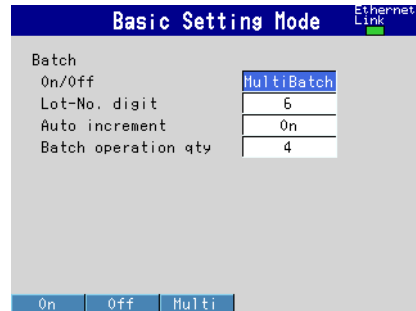 Basic Setting Mode
Ethernet
Link
Batch
On/Off MultiBatch
Lot-No. digit 6
Auto increment On
Batch operation qty 4
On Off Multi